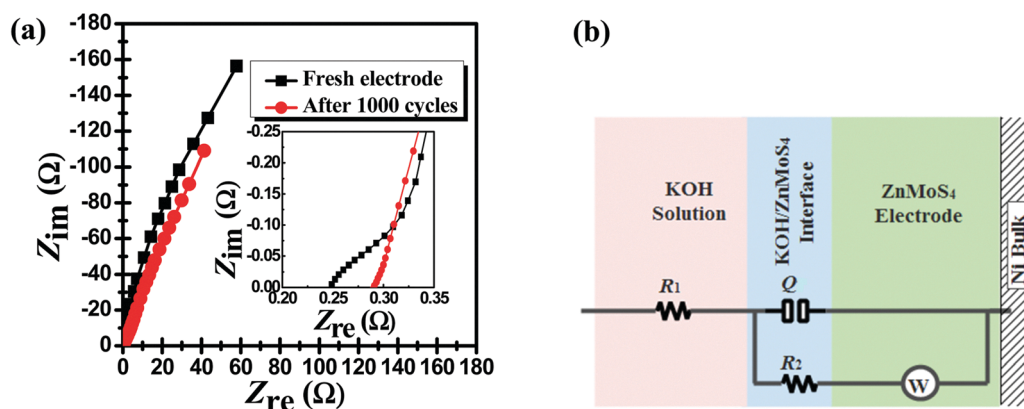 (a)
-180
-160
-140
-120
-100
-80
-60
-40
-20
0
Zim (Ω)
0 20 40 60 80 100 120 140 160 180
Zre (Ω)
Fresh electrode
After 1000 cycles
-0.25
-0.20
-0.15
-0.10
-0.05
0.00
Zim (Ω)
0.20 0.25 0.30 0.35
Zre (Ω)
(b)
KOH
Solution
KOH/ZnMoS4
Interface
ZnMoS4
Electrode
Ni Bulk
R1
Q
R2
W